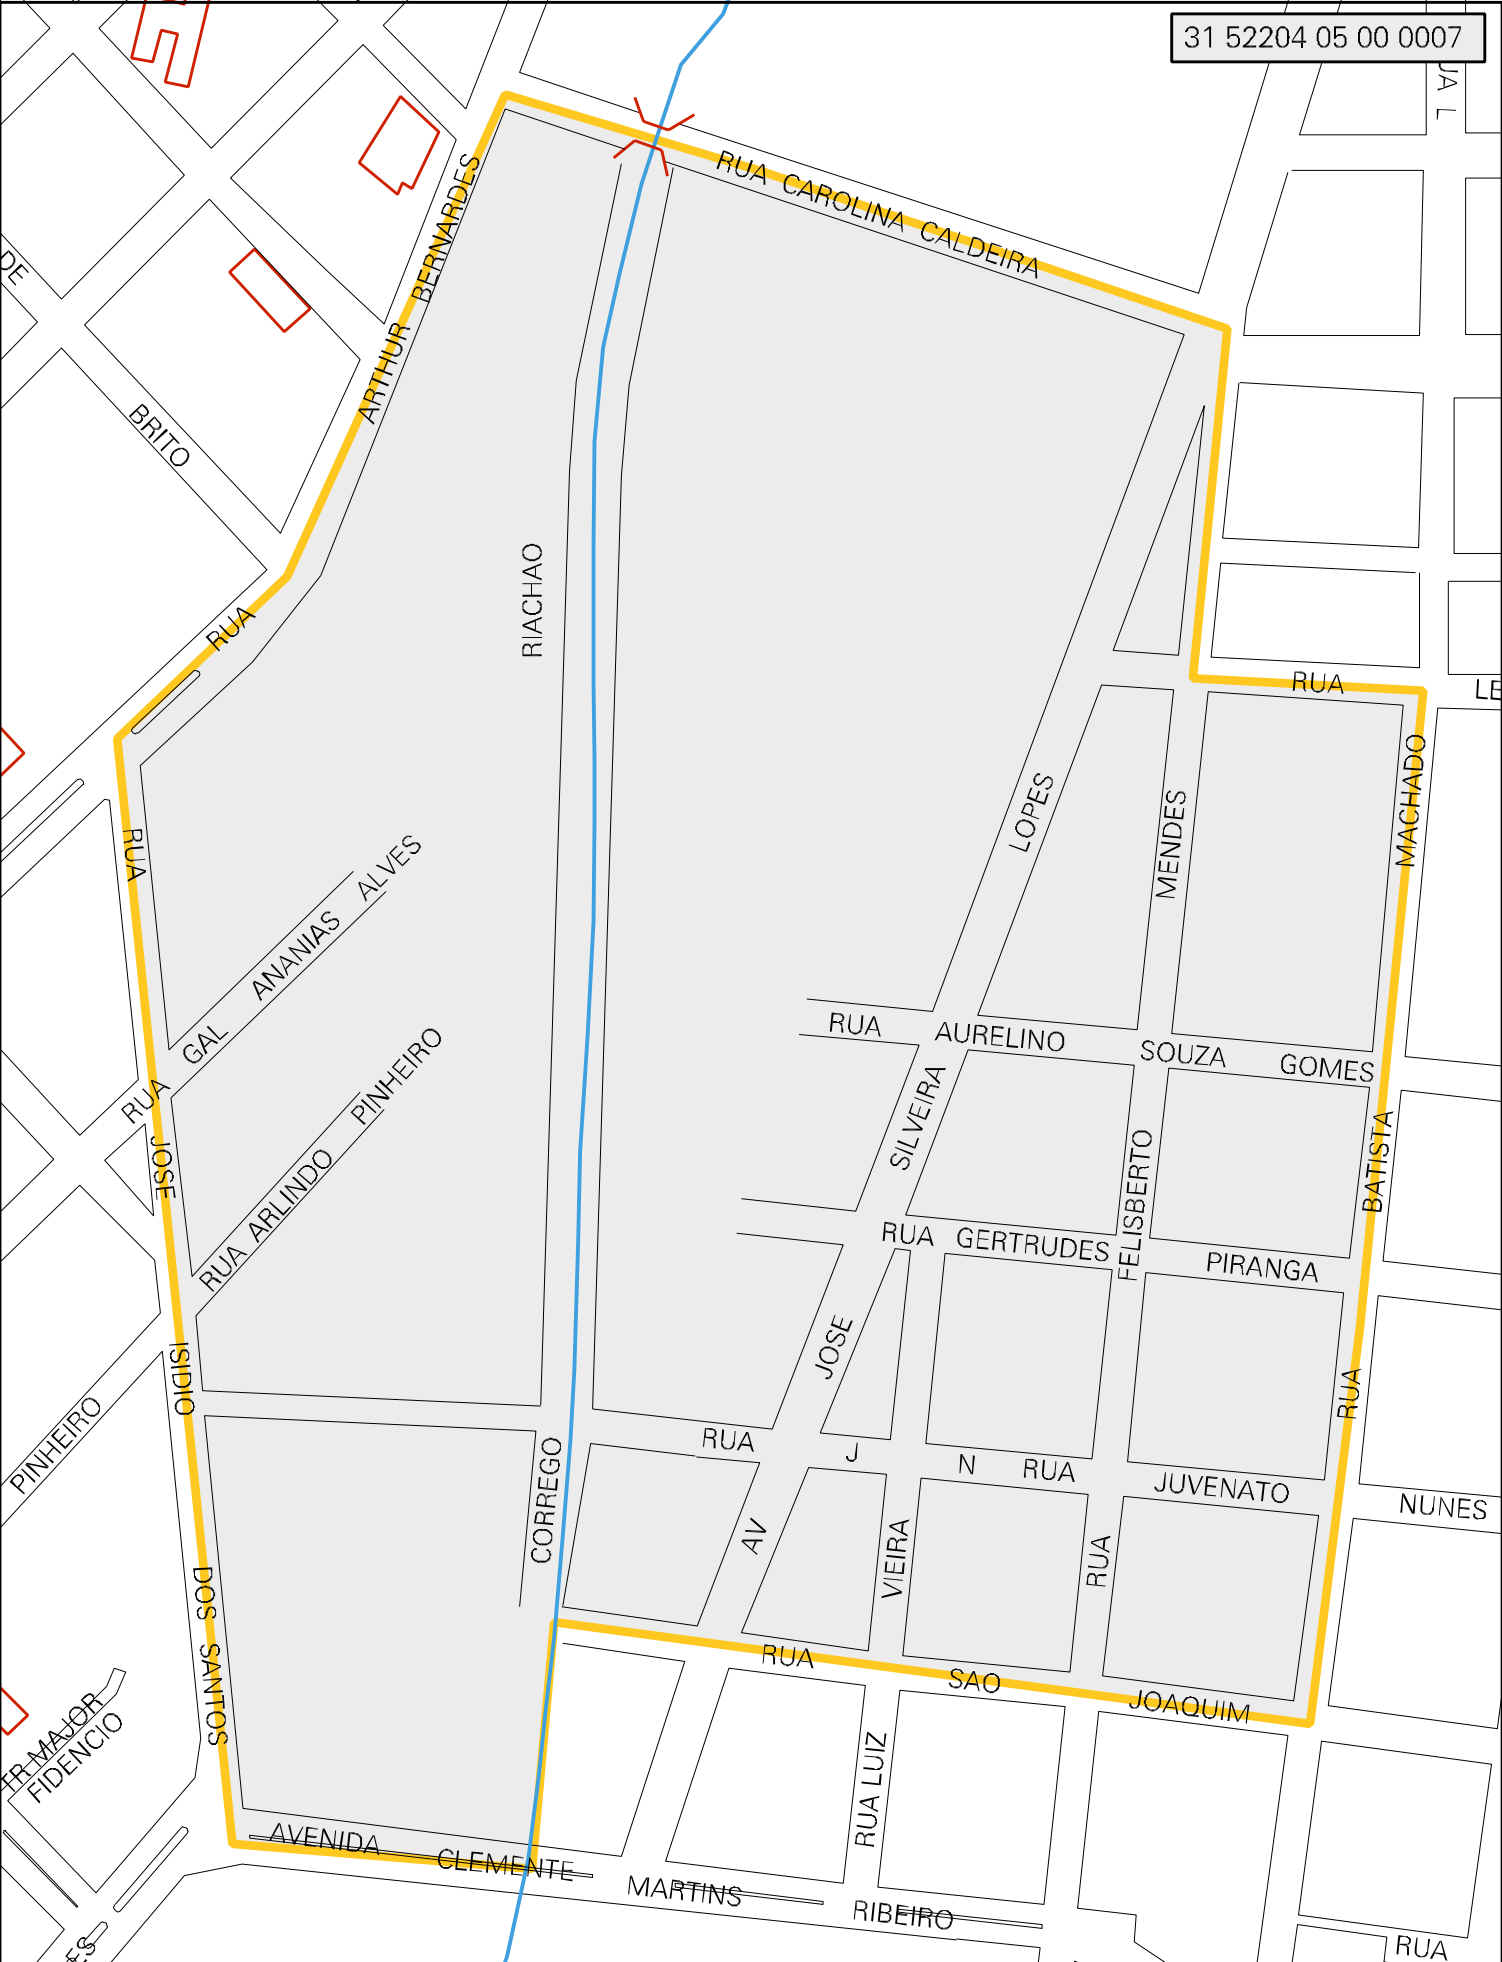 31 52204 05 00 0007
RUA CAROLINA CALDEIRA
RUA ARTHUR BERNARDES
DE
BRITO
RIACHAO
CORREGO
RUA
LOPES
MENDES
MACHADO
RUA JOSE ISIDIO DOS SANTOS
RUA GAL ANANIAS ALVES
RUA ARLINDO PINHEIRO
RUA AURELINO SOUZA GOMES
SILVEIRA
FELISBERTO
BATISTA
RUA GERTRUDES PIRANGA
JOSE
RUA
PINHEIRO
RUA J N RUA JUVENATO NUNES
AV
VIEIRA
RUA
RUA SAO JOAQUIM
TR MAJOR
FIDENCIO
RUA LUIZ
AVENIDA CLEMENTE MARTINS RIBEIRO
RUA